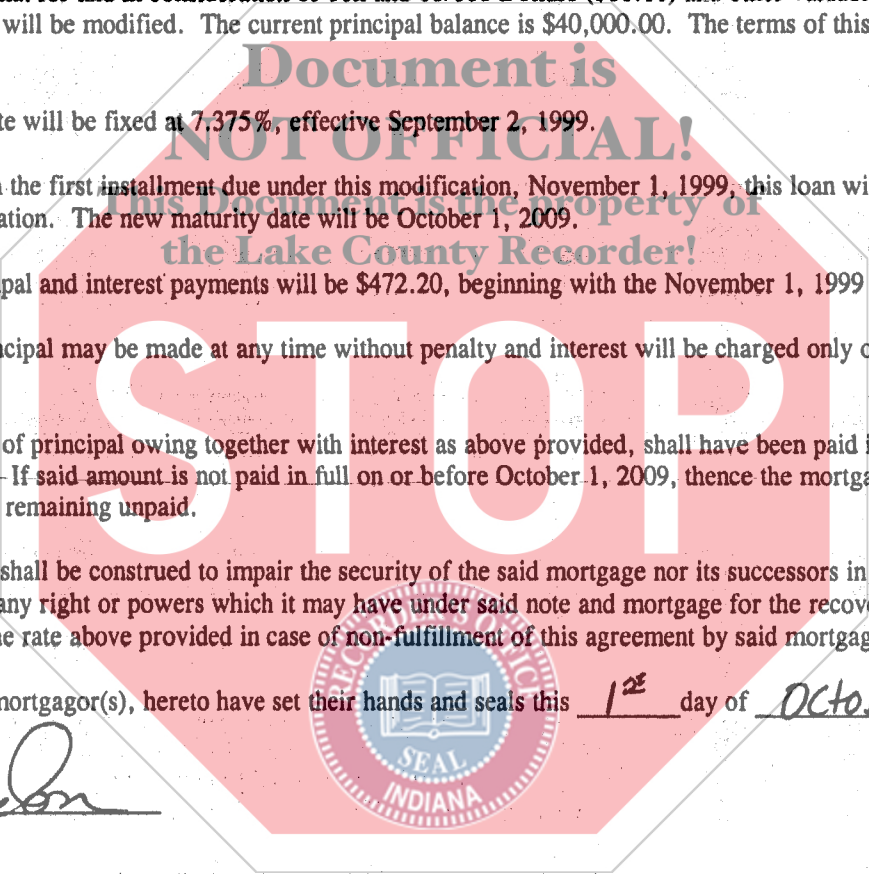 will be modified. The current principal balance is $40,000.00. The terms of this
Document is
te will be fixed at 7.375%, effective September 2, 1999.
NOT OFFICIAL!
the first installment due under this modification, November 1, 1999, this loan wi
This Document is the property of
ation. The new maturity date will be October 1, 2009.
the Lake County Recorder!
pal and interest payments will be $472.20, beginning with the November 1, 1999
STOP
ncipal may be made at any time without penalty and interest will be charged only o
of principal owing together with interest as above provided, shall have been paid i
If said amount is not paid in full on or before October 1, 2009, thence the mortga
remaining unpaid.
shall be construed to impair the security of the said mortgage nor its successors in
any right or powers which it may have under said note and mortgage for the recove
e rate above provided in case of non-fulfillment of this agreement by said mortgag
mortgagor(s), hereto have set their hands and seals this 1st day of Octo
RECORDER'S OFFICE
SEAL
INDIANA